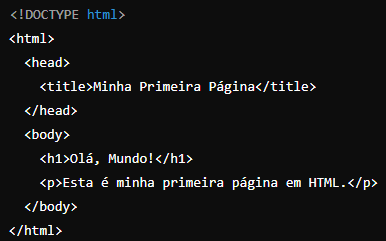 <!DOCTYPE html>
<html>
  <head>
    <title>Minha Primeira Página</title>
  </head>
  <body>
    <h1>Olá, Mundo!</h1>
    <p>Esta é minha primeira página em HTML.</p>
  </body>
</html>